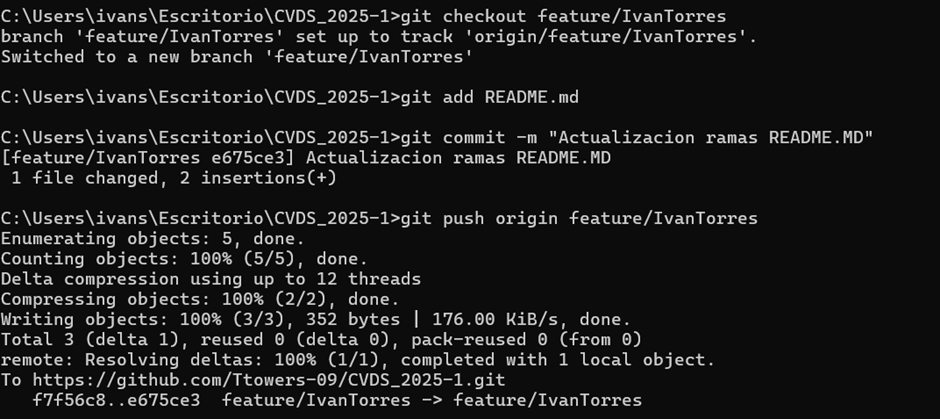 C:\Users\ivans\Escritorio\CVDS_2025-1>git checkout feature/IvanTorres
branch 'feature/IvanTorres' set up to track 'origin/feature/IvanTorres'.
Switched to a new branch 'feature/IvanTorres'
C:\Users\ivans\Escritorio\CVDS_2025-1>git add README.md
C:\Users\ivans\Escritorio\CVDS_2025-1>git commit -m "Actualizacion ramas README.MD"
[feature/IvanTorres e675ce3] Actualizacion ramas README.MD
1 file changed, 2 insertions(+)
C:\Users\ivans\Escritorio\CVDS_2025-1>git push origin feature/IvanTorres
Enumerating objects: 5, done.
Counting objects: 100% (5/5), done.
Delta compression using up to 12 threads
Compressing objects: 100% (2/2), done.
Writing objects: 100% (3/3), 352 bytes | 176.00 KiB/s, done.
Total 3 (delta 1), reused 0 (delta 0), pack-reused 0 (from 0)
remote: Resolving deltas: 100% (1/1), completed with 1 local object.
To https://github.com/Ttowers-09/CVDS_2025-1.git
f7f56c8..e675ce3  feature/IvanTorres -> feature/IvanTorres